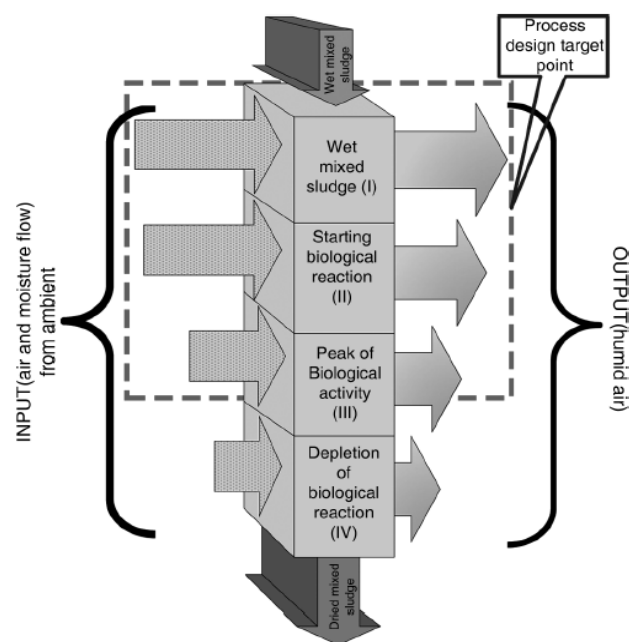 Process
design target
point
Wet mixed
sludge
Wet
mixed
sludge (I)
Starting
biological
reaction
(II)
Peak of
Biological
activity
(III)
Depletion
of
biological
reaction
(IV)
INPUT(air and moisture flow)
from ambient
OUTPUT(humid air)
Dried mixed
sludge